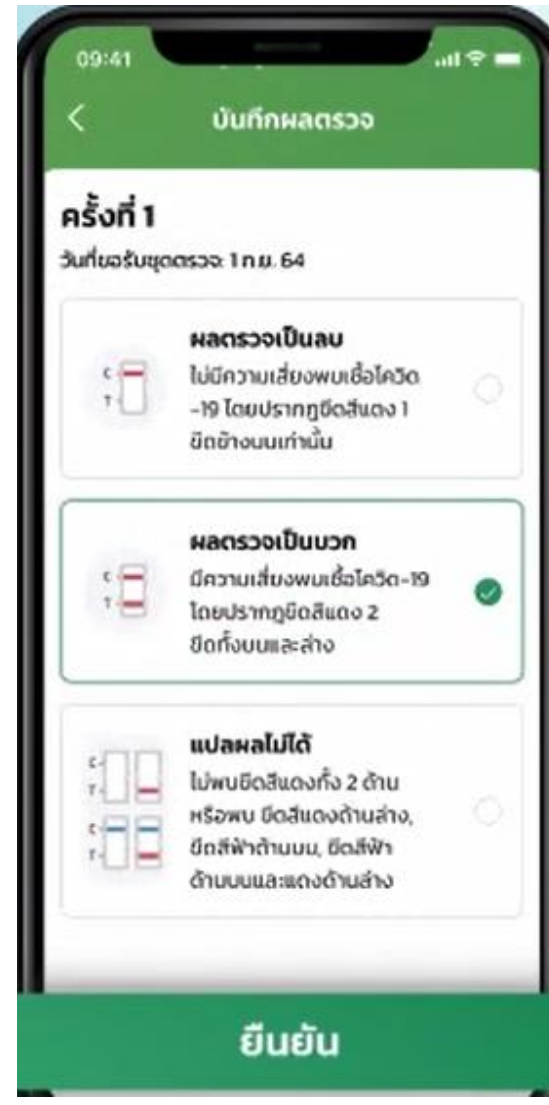 09:41
บันทึกผลตรวจ
ครั้งที่ 1
วันที่ขอรับชุดตรวจ: 1 ก.ย. 64
ผลตรวจเป็นลบ
C
T
ไม่มีความเสี่ยงพบเชื้อโควิด
-19 โดยปรากฎขีดสีแดง 1
ขีดข้างบนเท่านั้น
ผลตรวจเป็นบวก
C
T
มีความเสี่ยงพบเชื้อโควิด-19
โดยปรากฎขีดสีแดง 2
ขีดทั้งบนและล่าง
แปลผลไม่ได้
C
T
C
T
ไม่พบขีดสีแดงทั้ง 2 ด้าน
หรือพบ ขีดสีแดงด้านล่าง,
ขีดสีฟ้าด้านบน, ขีดสีฟ้า
ด้านบนและแดงด้านล่าง
ยืนยัน